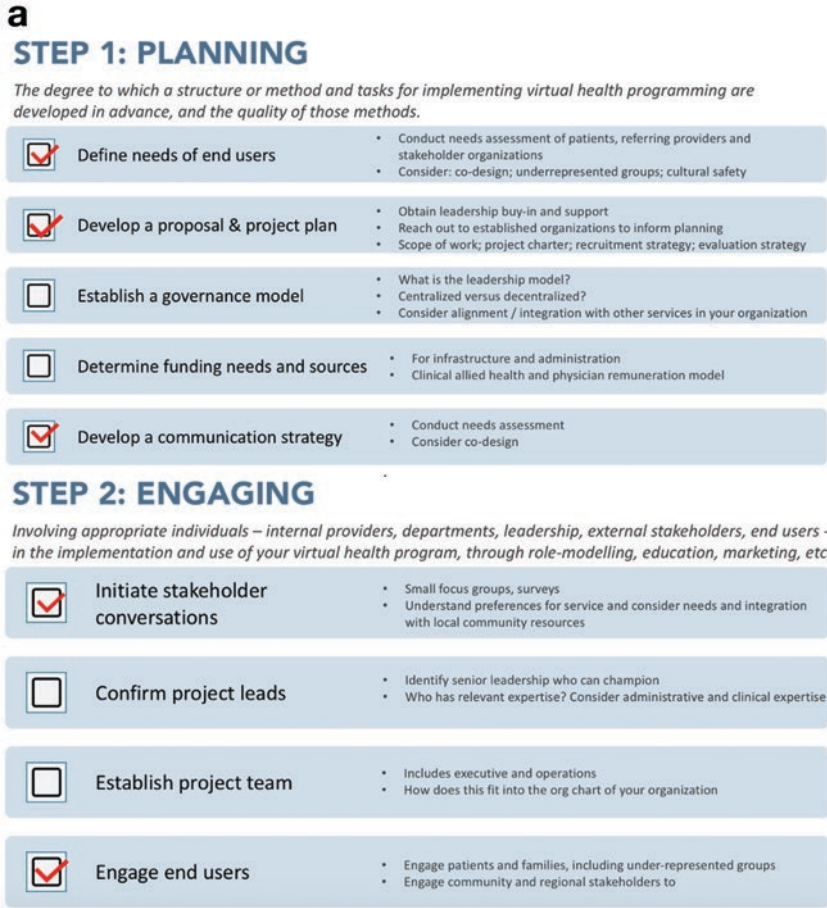 a
STEP 1: PLANNING
The degree to which a structure or method and tasks for implementing virtual health programming are
developed in advance, and the quality of those methods.
Define needs of end users
• Conduct needs assessment of patients, referring providers and
stakeholder organizations
• Consider: co-design; underrepresented groups; cultural safety
Develop a proposal & project plan
• Obtain leadership buy-in and support
• Reach out to established organizations to inform planning
• Scope of work; project charter; recruitment strategy; evaluation strategy
Establish a governance model
• What is the leadership model?
• Centralized versus decentralized?
• Consider alignment / integration with other services in your organization
Determine funding needs and sources
• For infrastructure and administration
• Clinical allied health and physician remuneration model
Develop a communication strategy
• Conduct needs assessment
• Consider co-design
STEP 2: ENGAGING
Involving appropriate individuals – internal providers, departments, leadership, external stakeholders, end users -
in the implementation and use of your virtual health program, through role-modelling, education, marketing, etc
Initiate stakeholder
conversations
• Small focus groups, surveys
• Understand preferences for service and consider needs and integration
with local community resources
Confirm project leads
• Identify senior leadership who can champion
• Who has relevant expertise? Consider administrative and clinical expertise
Establish project team
• Includes executive and operations
• How does this fit into the org chart of your organization
Engage end users
• Engage patients and families, including under-represented groups
• Engage community and regional stakeholders to